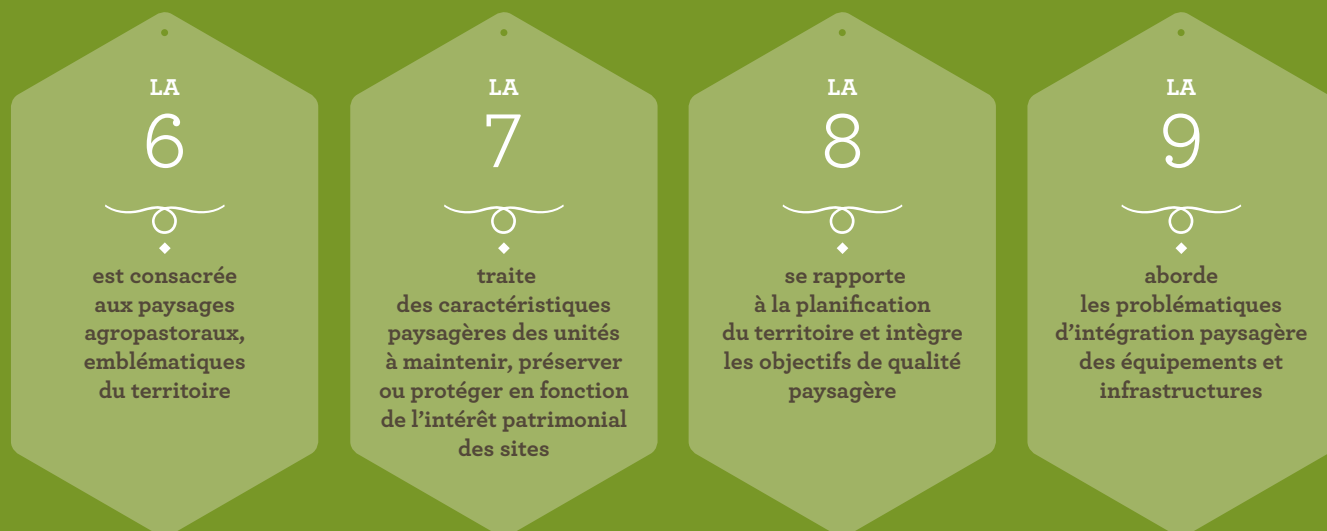 LA
6
est consacrée
aux paysages
agropastoraux,
emblématiques
du territoire
LA
7
traite
des caractéristiques
paysagères des unités
à maintenir, préserver
ou protéger en fonction
de l’intérêt patrimonial
des sites
LA
8
se rapporte
à la planification
du territoire et intègre
les objectifs de qualité
paysagère
LA
9
aborde
les problématiques
d’intégration paysagère
des équipements et
infrastructures